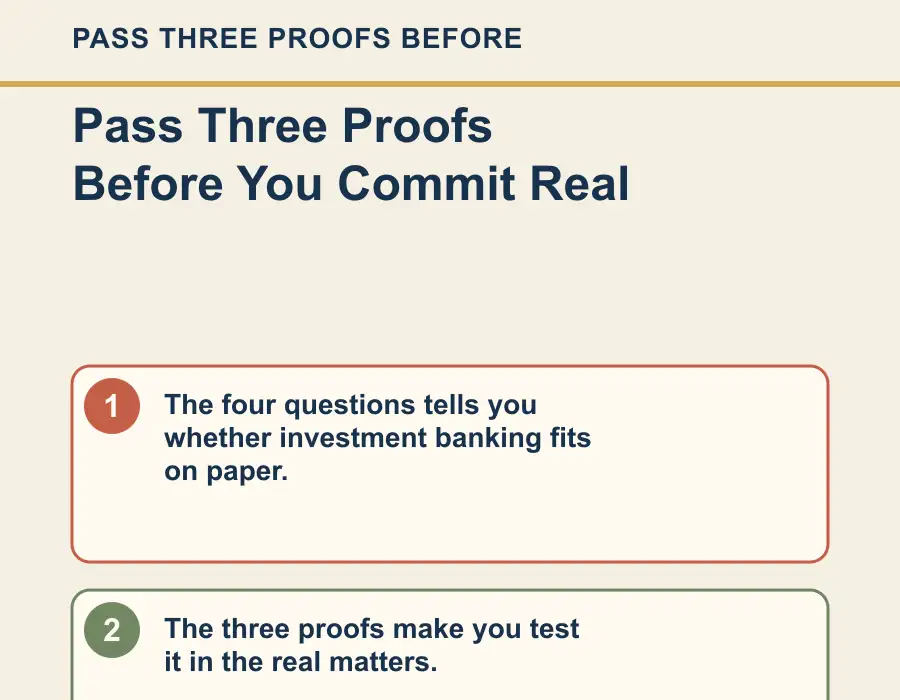 PASS THREE PROOFS BEFORE
Pass Three Proofs
Before You Commit Real
1
The four questions tells you
whether investment banking fits
on paper.
2
The three proofs make you test
it in the real matters.